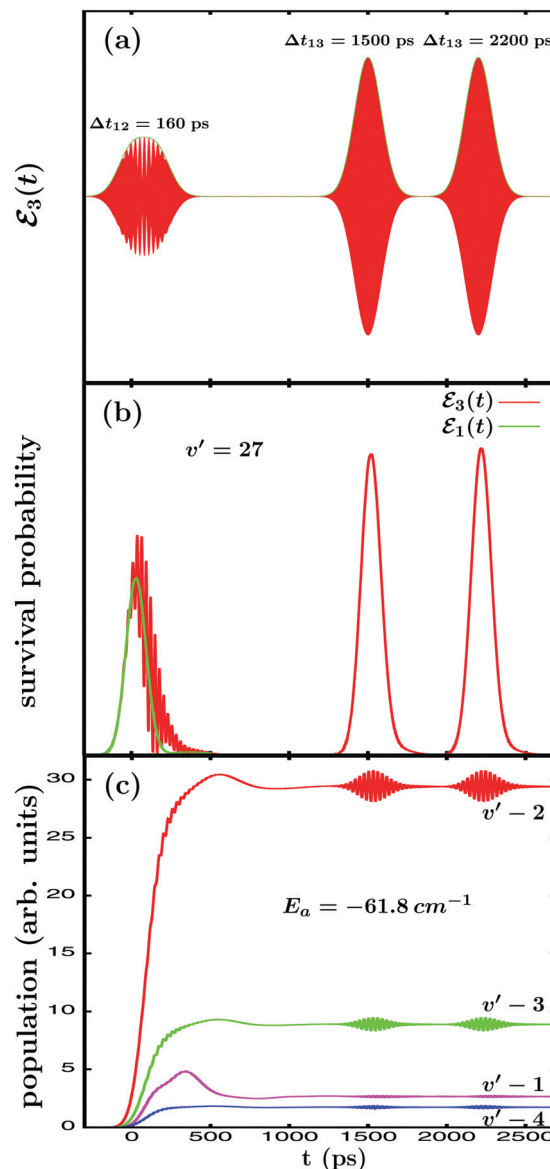 (a)
Δt₁₃ = 1500 ps Δt₁₃ = 2200 ps
Δt₁₂ = 160 ps
ℰ₃(t)
(b)
ℰ₃(t)
ℰ₁(t)
v′ = 27
survival probability
(c)
30
v′ − 2
25
20
Eₐ = −61.8 cm⁻¹
15
10
v′ − 3
5
v′ − 1
0
v′ − 4
population (arb. units)
0 500 1000 1500 2000 2500
t (ps)